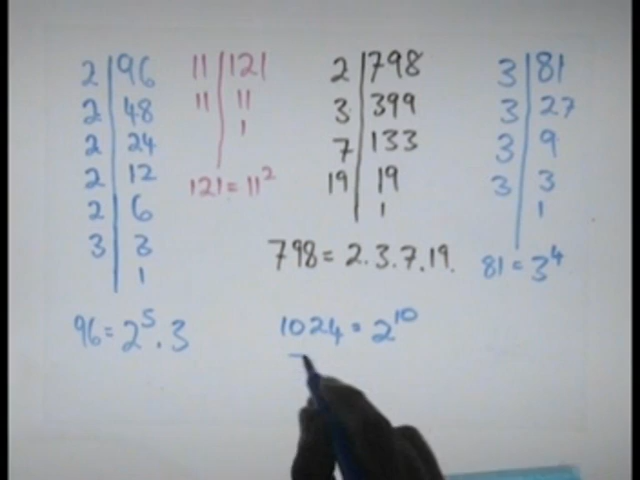 2 | 96
2 | 48
2 | 24
2 | 12
2 | 6
3 | 3
1
96 = 2⁵ . 3
11 | 121
11 | 11
1
121 = 11²
2 | 798
3 | 399
7 | 133
19 | 19
1
798 = 2 . 3 . 7 . 19 .
3 | 81
3 | 27
3 | 9
3 | 3
1
81 = 3⁴
1024 = 2¹⁰